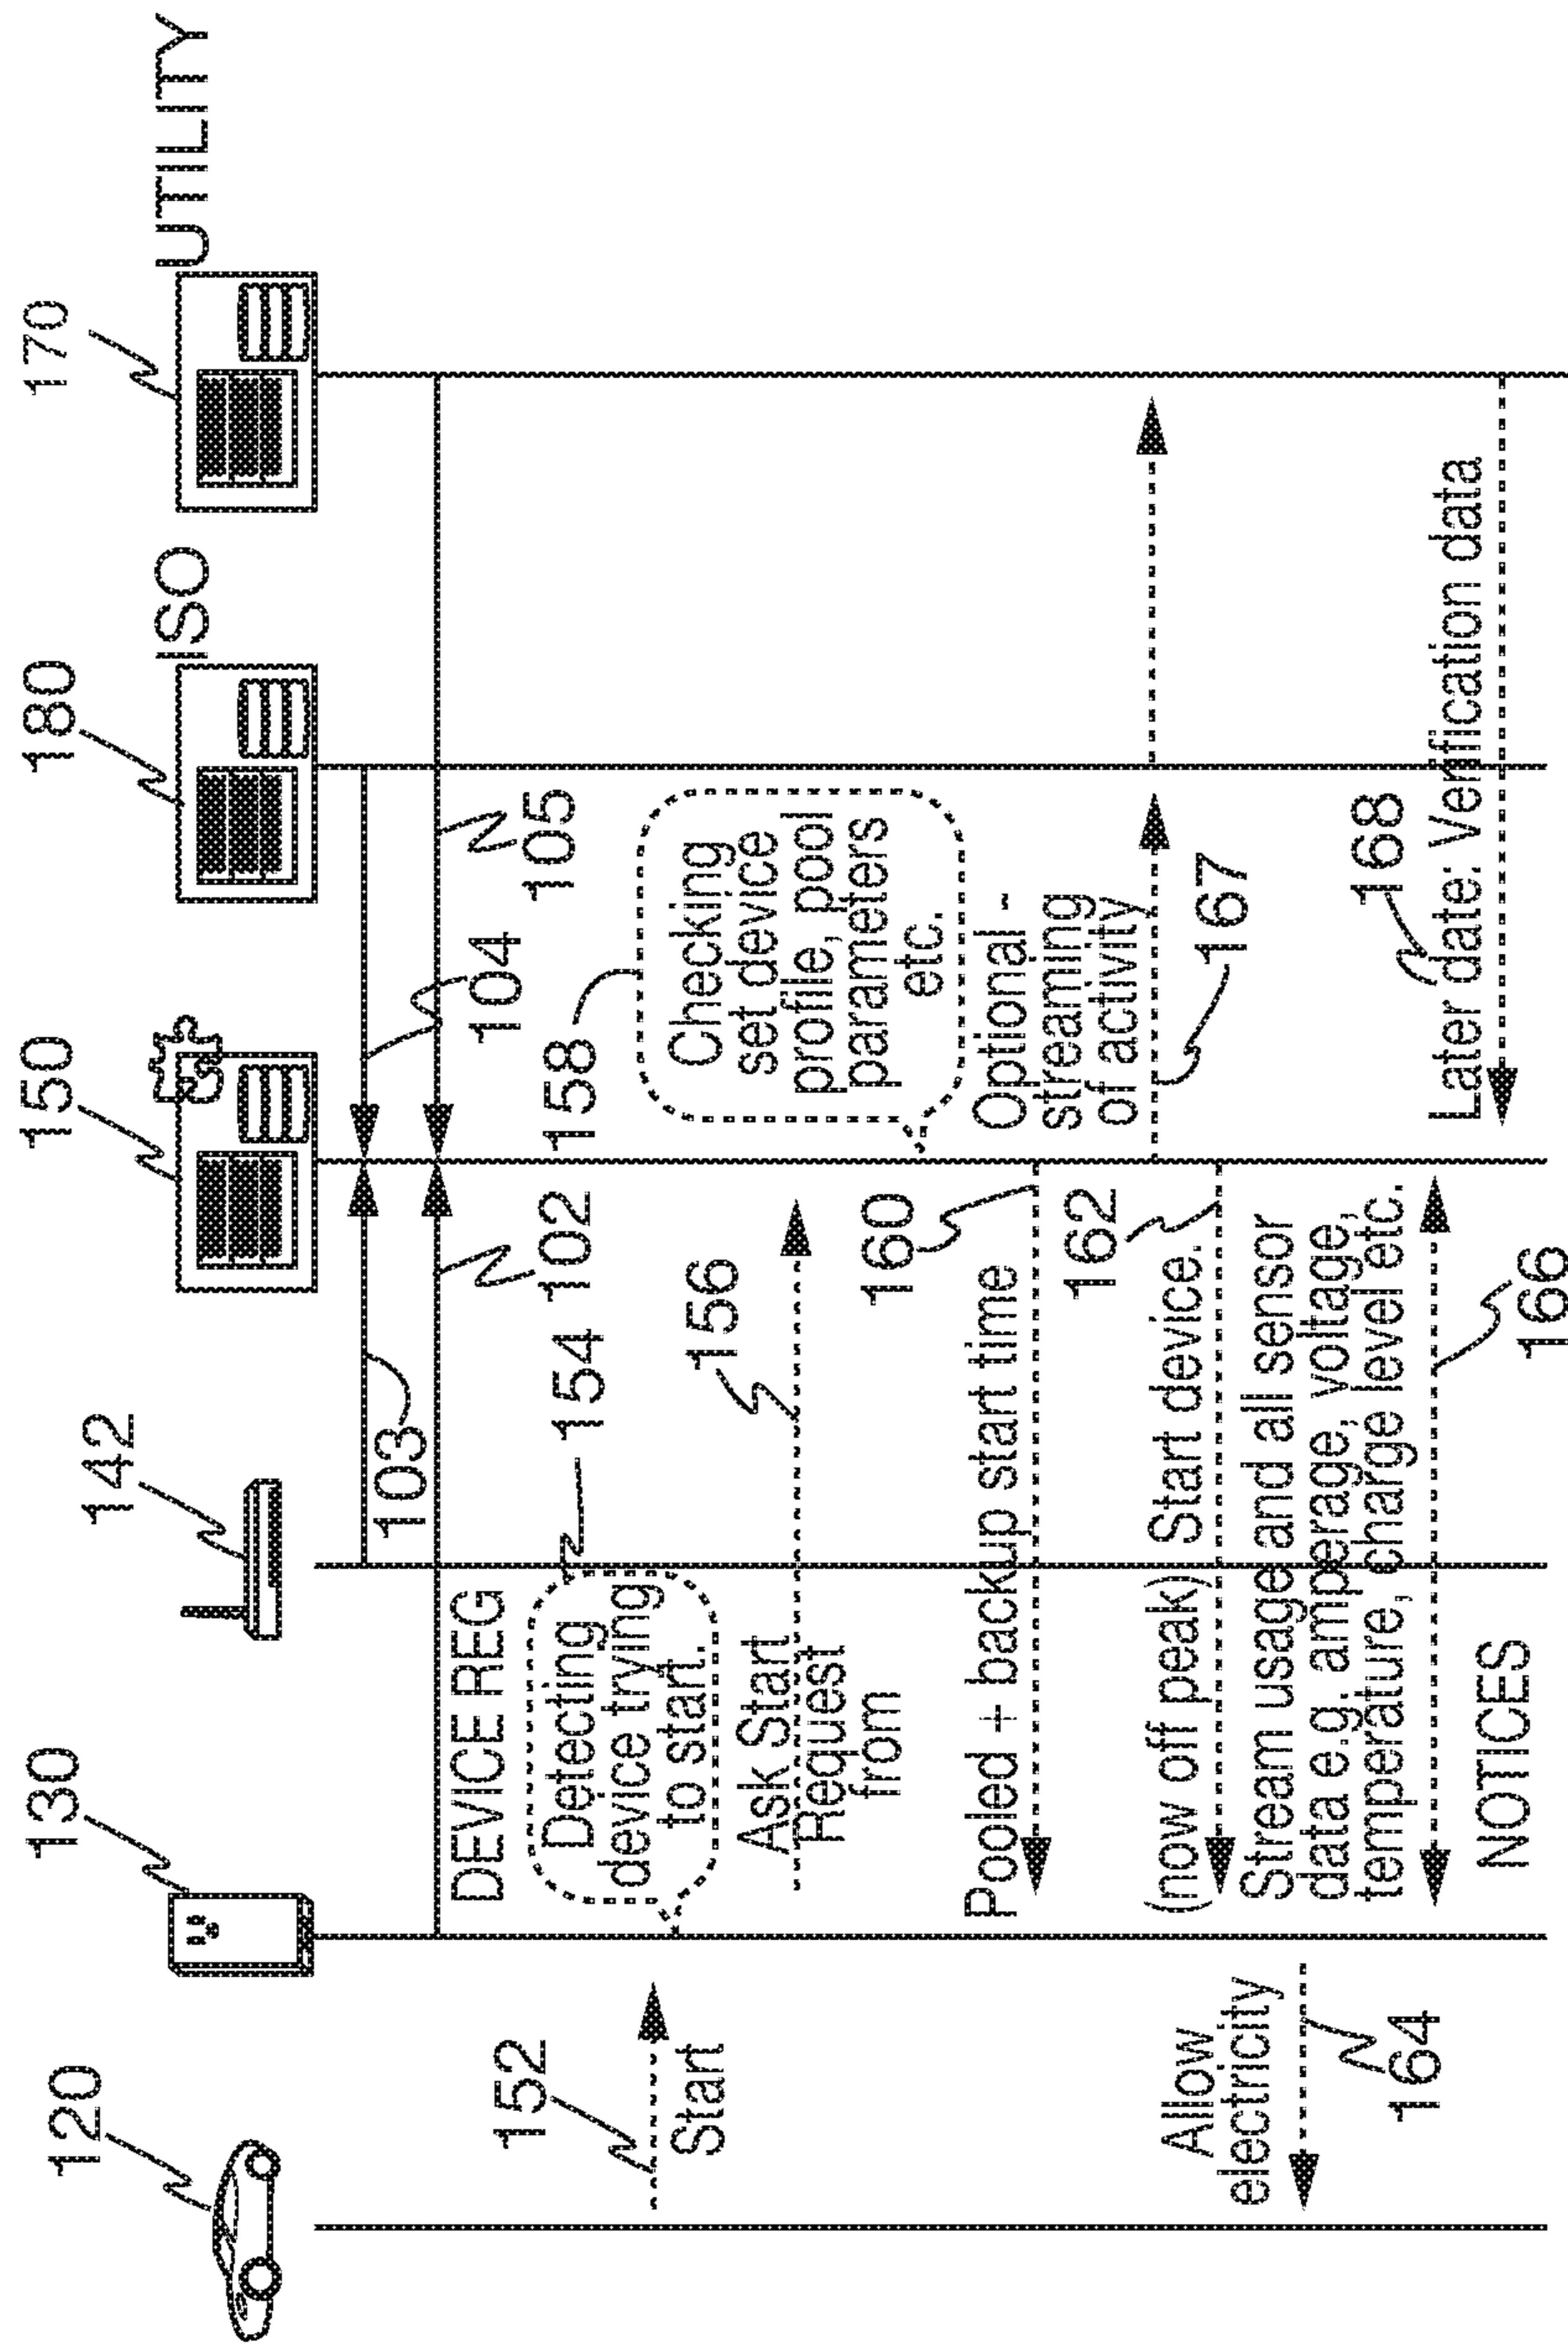 120
130
142
150
180
ISO
170
UTILITY
103
104
102
105
DEVICE REG
152
Start
154
Detecting
device trying
to start.
156
Ask Start
Request
from
158
Checking
set device
profile, pool
parameters
etc.
160
Pooled + backup start time
162
(now off peak) Start device.
Allow
electricity
164
Stream usage and all sensor
data e.g. amperage, voltage,
temperature, charge level etc.
166
NOTICES
Optional -
streaming
of activity
167
168
Later date: Verification data